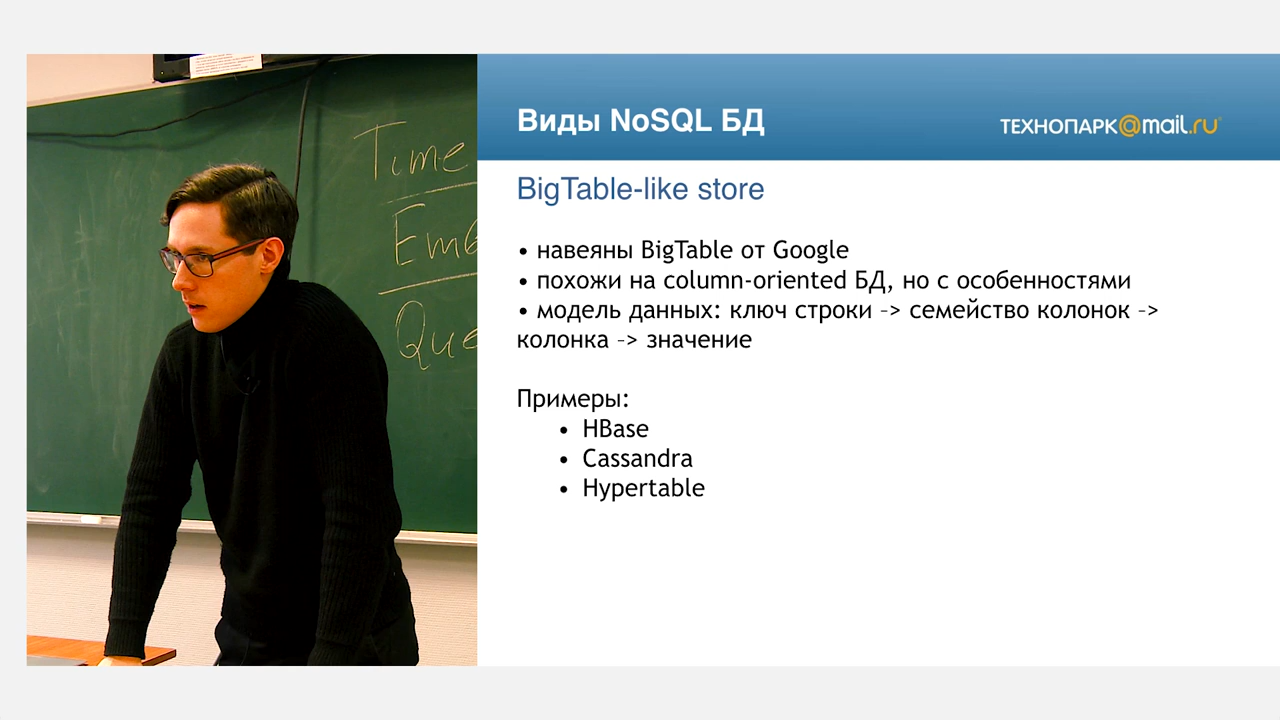 Time
Виды NoSQL БД
ТЕХНОПАРК@mail.ru
BigTable-like store
• навеяны BigTable от Google
• похожи на column-oriented БД, но с особенностями
• модель данных: ключ строки –> семейство колонок –>
колонка –> значение
Примеры:
• HBase
• Cassandra
• Hypertable